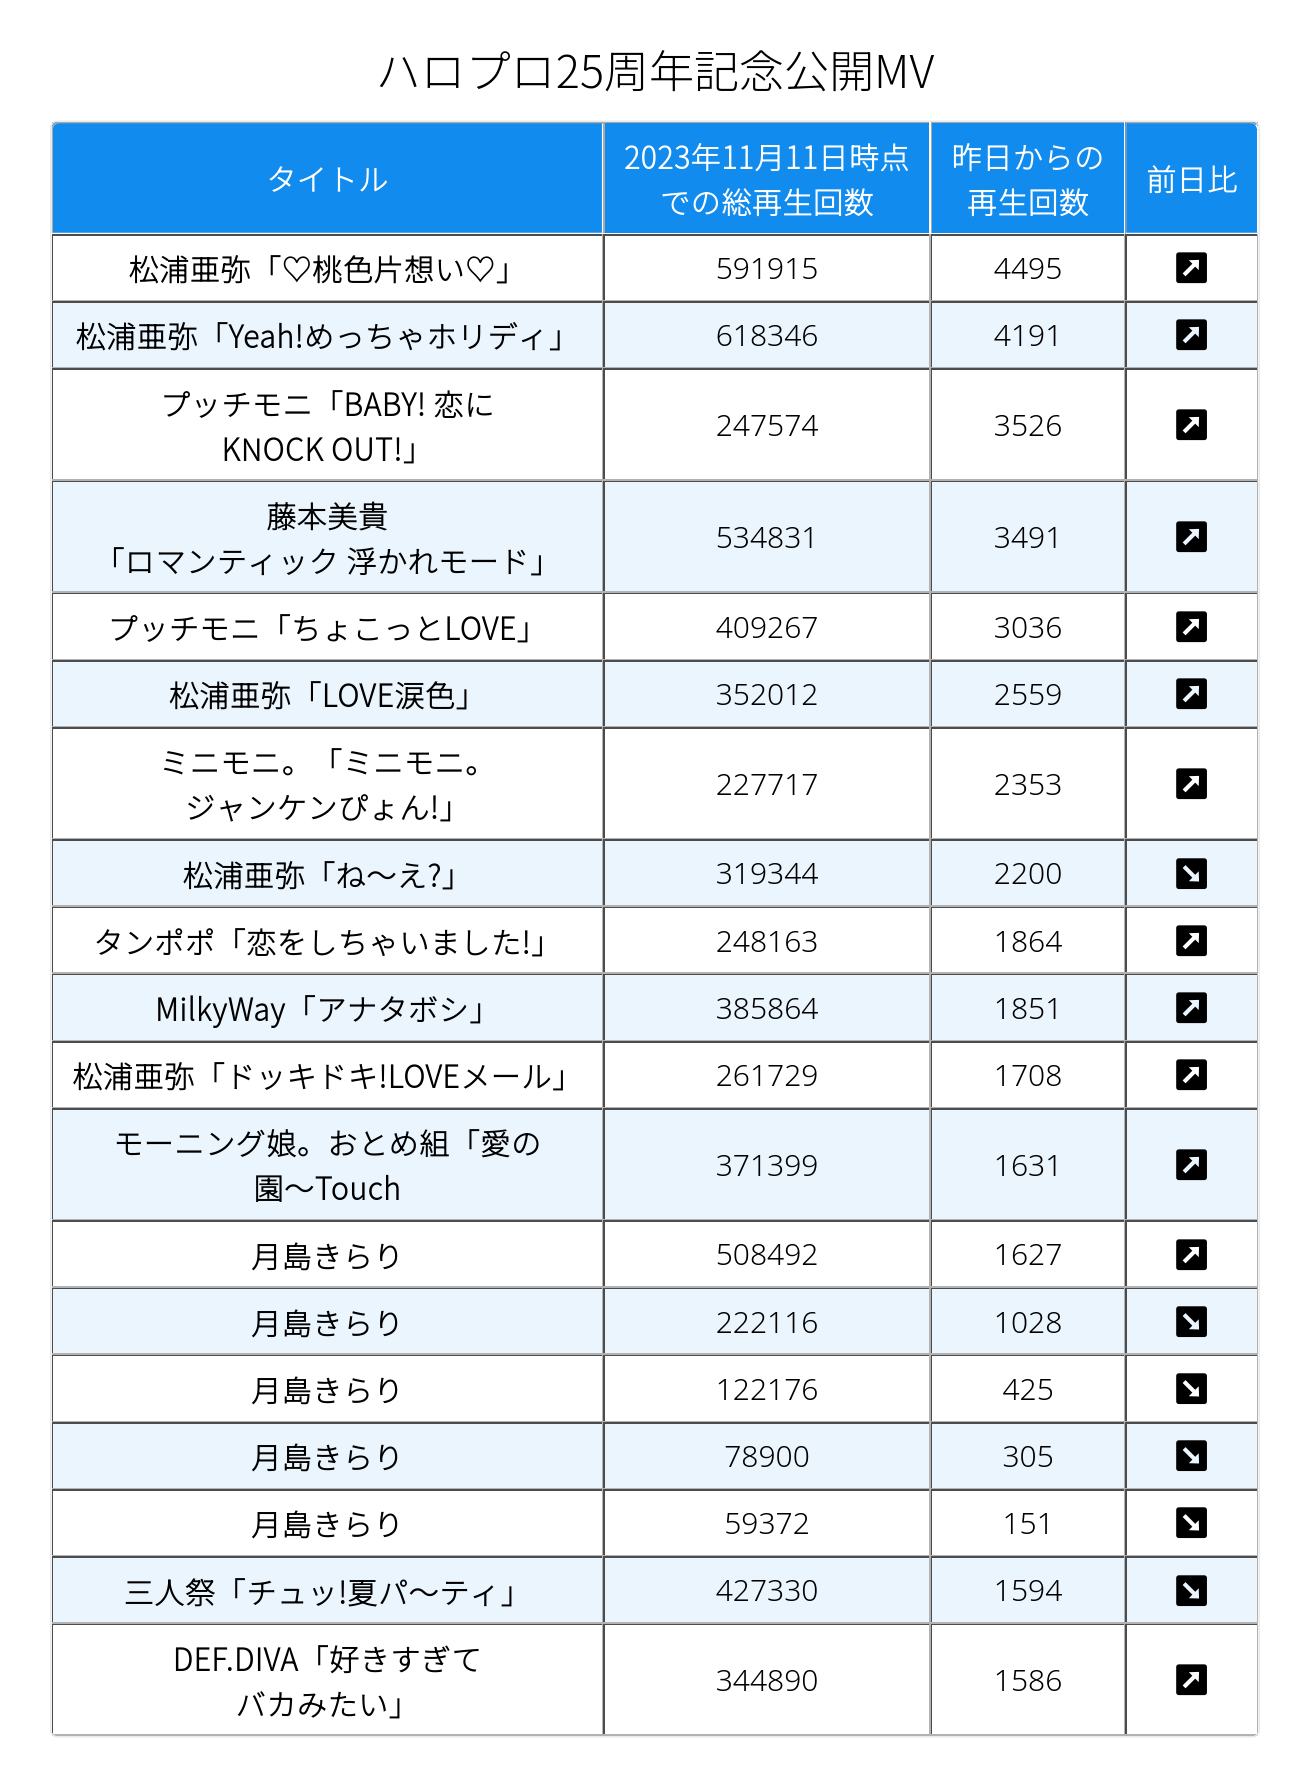 ハロプロ25周年記念公開MV
タイトル
2023年11月11日時点
での総再生回数
昨日からの
再生回数
前日比
松浦亜弥「♡桃色片想い♡」 591915 4495 ↗
松浦亜弥「Yeah!めっちゃホリディ」 618346 4191 ↗
プッチモニ「BABY! 恋に
KNOCK OUT!」 247574 3526 ↗
藤本美貴
「ロマンティック 浮かれモード」 534831 3491 ↗
プッチモニ「ちょこっとLOVE」 409267 3036 ↗
松浦亜弥「LOVE涙色」 352012 2559 ↗
ミニモニ。「ミニモニ。
ジャンケンぴょん!」 227717 2353 ↗
松浦亜弥「ね〜え?」 319344 2200 ↘
タンポポ「恋をしちゃいました!」 248163 1864 ↗
MilkyWay「アナタボシ」 385864 1851 ↗
松浦亜弥「ドッキドキ!LOVEメール」 261729 1708 ↗
モーニング娘。おとめ組「愛の
園〜Touch 371399 1631 ↗
月島きらり 508492 1627 ↗
月島きらり 222116 1028 ↘
月島きらり 122176 425 ↘
月島きらり 78900 305 ↘
月島きらり 59372 151 ↘
三人祭「チュッ!夏パ〜ティ」 427330 1594 ↘
DEF.DIVA「好きすぎて
バカみたい」 344890 1586 ↗